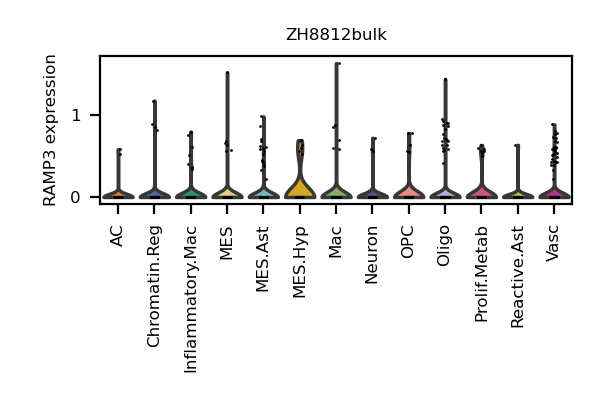 ZH8812bulk
RAMP3 expression
1
0
AC
Chromatin.Reg
Inflammatory.Mac
MES
MES.Ast
MES.Hyp
Mac
Neuron
OPC
Oligo
Prolif.Metab
Reactive.Ast
Vasc